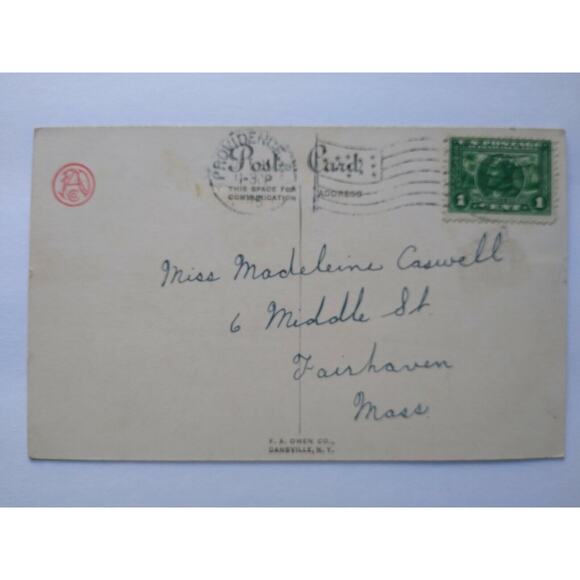 PROVIDENCE
Post Card
THIS SPACE FOR
COMMUNICATION
ADDRESS
U.S. POSTAGE
1 CENT 1
Miss Madeleine Caswell
6 Middle St.
Fairhaven
Mass.
F. A. OWEN CO.,
DANSVILLE, N. Y.